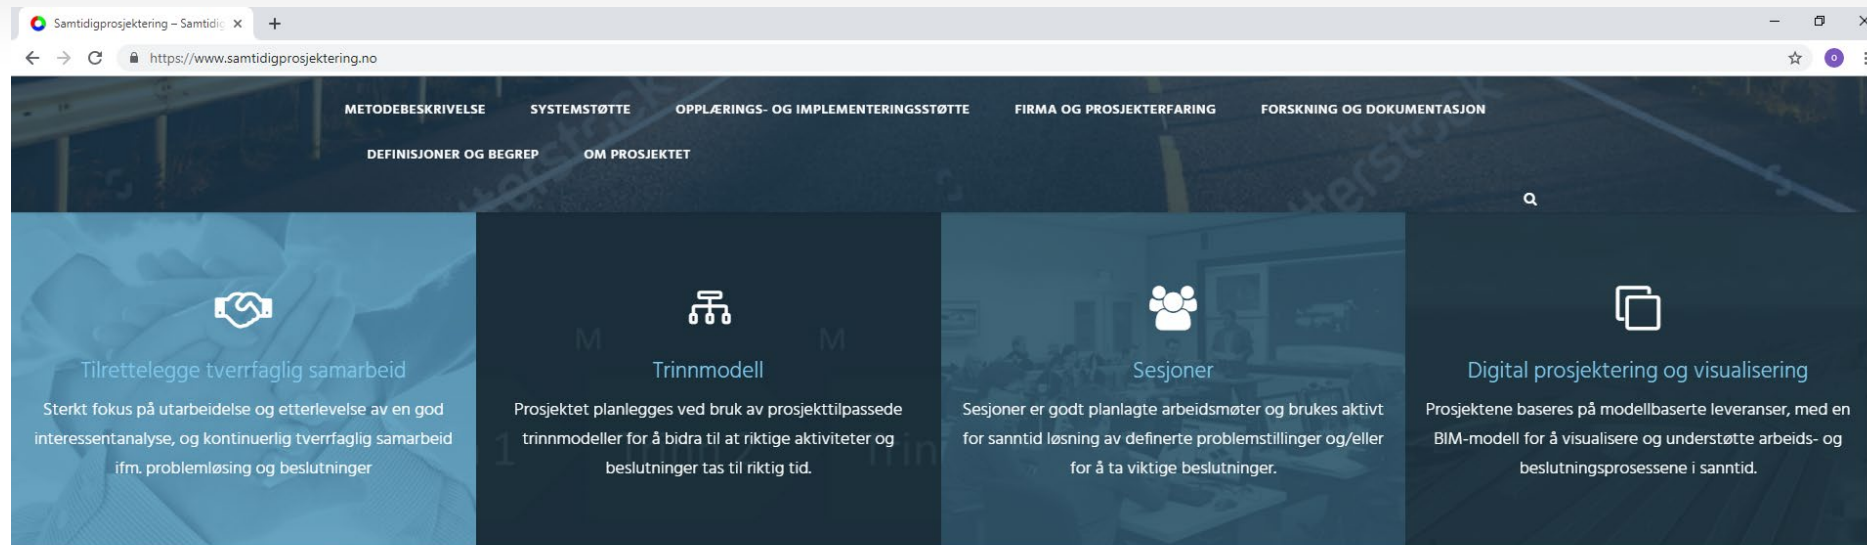 Samtidigprosjektering – Samtidig
https://www.samtidigprosjektering.no
o
METODEBESKRIVELSE SYSTEMSTØTTE OPPLÆRINGS- OG IMPLEMENTERINGSSTØTTE FIRMA OG PROSJEKTERFARING FORSKNING OG DOKUMENTASJON
DEFINISJONER OG BEGREP OM PROSJEKTET
Tilrettelegge tverrfaglig samarbeid
Sterkt fokus på utarbeidelse og etterlevelse av en god
interessentanalyse, og kontinuerlig tverrfaglig samarbeid
ifm. problemløsing og beslutninger
M M
Trinnmodell
Prosjektet planlegges ved bruk av prosjekttilpassede
trinnmodeller for å bidra til at riktige aktiviteter og
beslutninger tas til riktig tid.
Sesjoner
Sesjoner er godt planlagte arbeidsmøter og brukes aktivt
for sanntid løsning av definerte problemstillinger og/eller
for å ta viktige beslutninger.
Digital prosjektering og visualisering
Prosjektene baseres på modellbaserte leveranser, med en
BIM-modell for å visualisere og understøtte arbeids- og
beslutningsprosessene i sanntid.